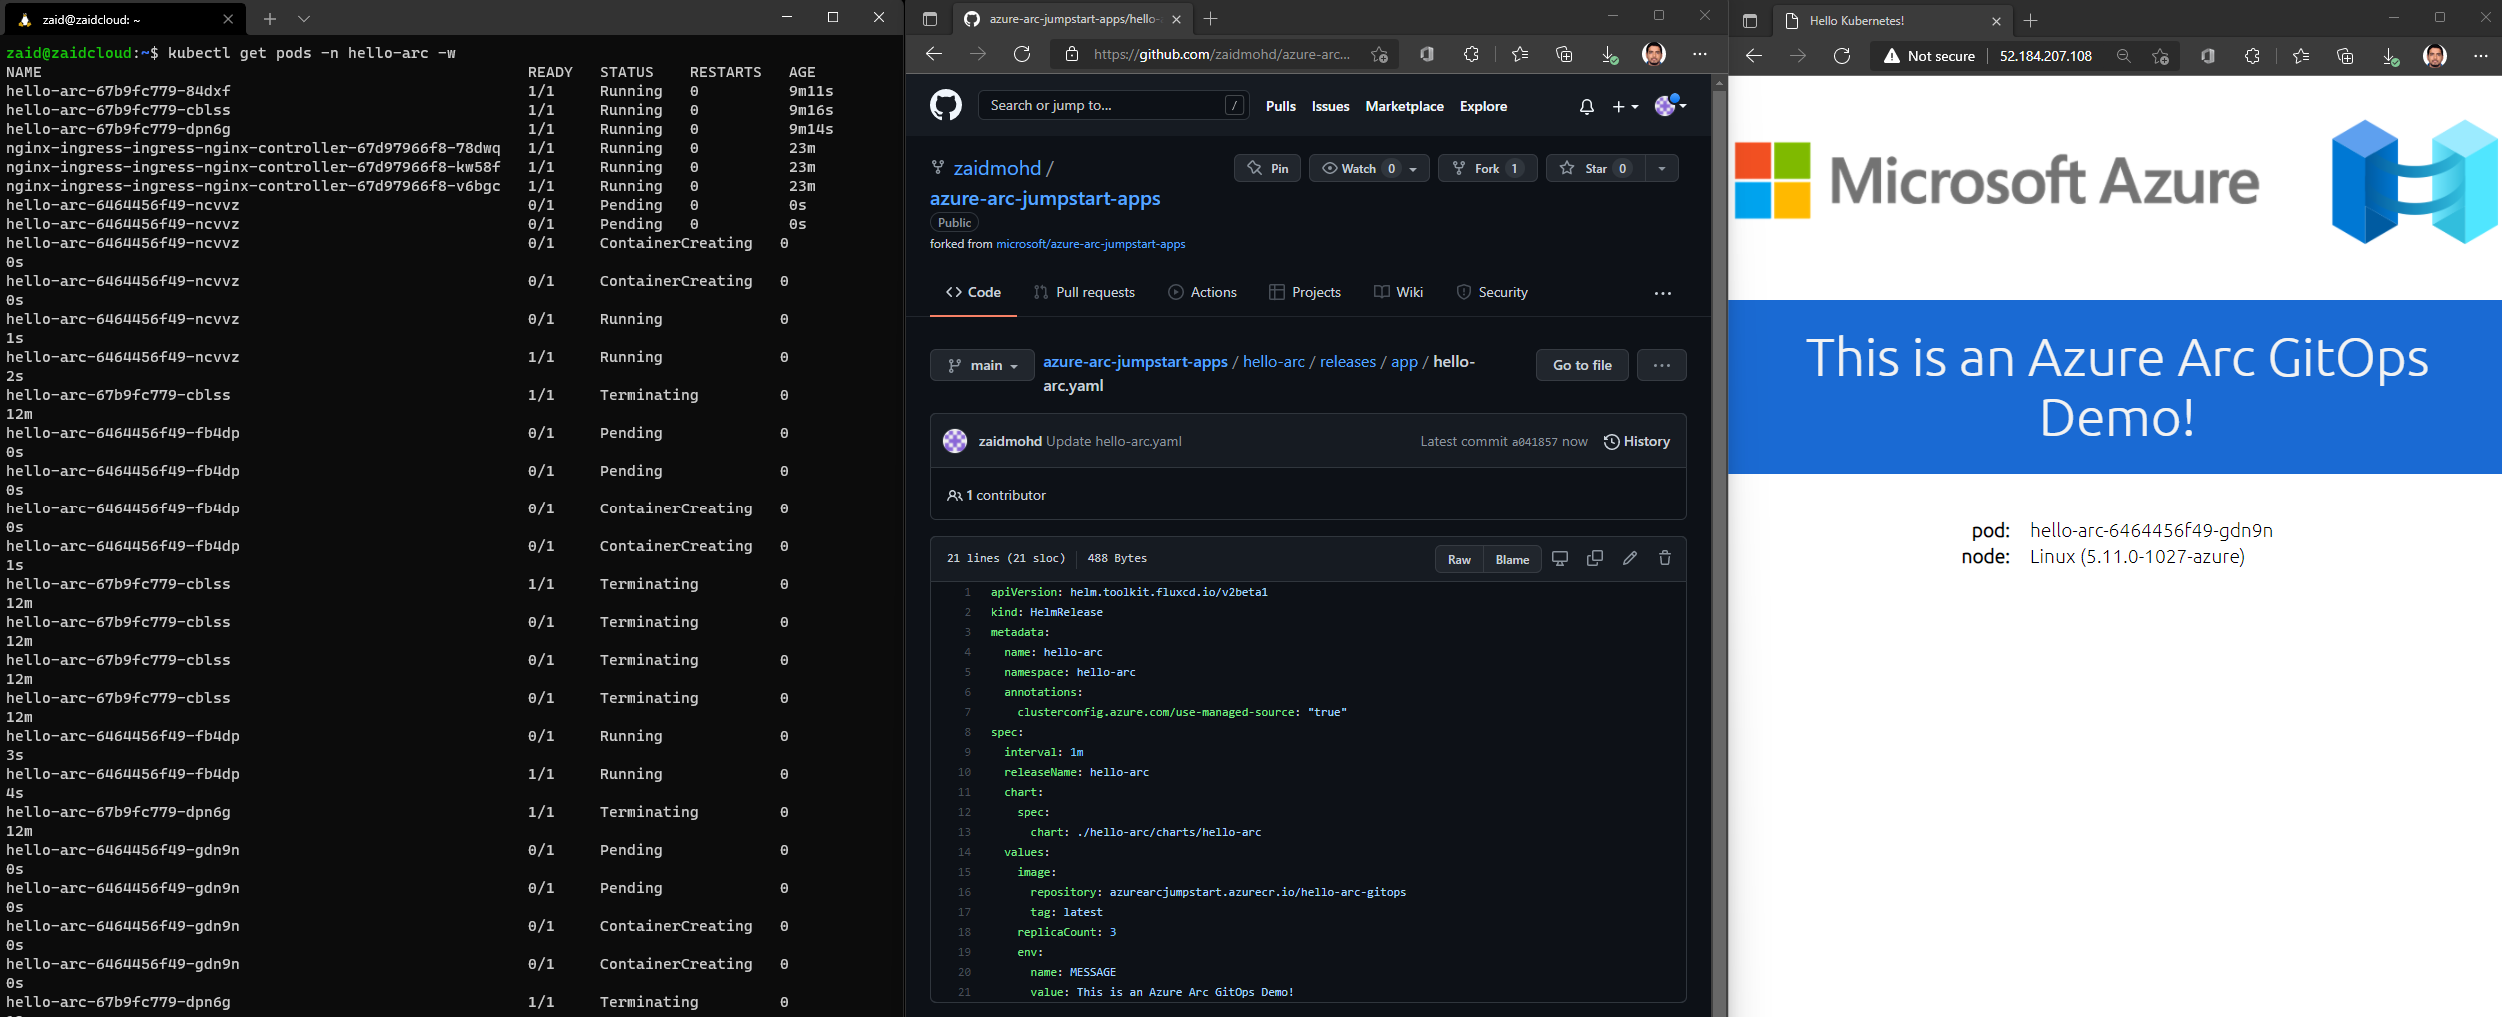 zaid@zaidcloud: ~
zaid@zaidcloud:~$ kubectl get pods -n hello-arc -w
NAME READY STATUS RESTARTS AGE
hello-arc-67b9fc779-84dxf 1/1 Running 0 9m11s
hello-arc-67b9fc779-cblss 1/1 Running 0 9m16s
hello-arc-67b9fc779-dpn6g 1/1 Running 0 9m14s
nginx-ingress-ingress-nginx-controller-67d97966f8-78dwq 1/1 Running 0 23m
nginx-ingress-ingress-nginx-controller-67d97966f8-kw58f 1/1 Running 0 23m
nginx-ingress-ingress-nginx-controller-67d97966f8-v6bgc 1/1 Running 0 23m
hello-arc-6464456f49-ncvvz 0/1 Pending 0 0s
hello-arc-6464456f49-ncvvz 0/1 Pending 0 0s
hello-arc-6464456f49-ncvvz 0/1 ContainerCreating 0
0s
hello-arc-6464456f49-ncvvz 0/1 ContainerCreating 0
0s
hello-arc-6464456f49-ncvvz 0/1 Running 0
1s
hello-arc-6464456f49-ncvvz 1/1 Running 0
2s
hello-arc-67b9fc779-cblss 1/1 Terminating 0
12m
hello-arc-6464456f49-fb4dp 0/1 Pending 0
0s
hello-arc-6464456f49-fb4dp 0/1 Pending 0
0s
hello-arc-6464456f49-fb4dp 0/1 ContainerCreating 0
0s
hello-arc-6464456f49-fb4dp 0/1 ContainerCreating 0
1s
hello-arc-67b9fc779-cblss 1/1 Terminating 0
12m
hello-arc-67b9fc779-cblss 0/1 Terminating 0
12m
hello-arc-67b9fc779-cblss 0/1 Terminating 0
12m
hello-arc-67b9fc779-cblss 0/1 Terminating 0
12m
hello-arc-6464456f49-fb4dp 0/1 Running 0
3s
hello-arc-6464456f49-fb4dp 1/1 Running 0
4s
hello-arc-67b9fc779-dpn6g 1/1 Terminating 0
12m
hello-arc-6464456f49-gdn9n 0/1 Pending 0
0s
hello-arc-6464456f49-gdn9n 0/1 Pending 0
0s
hello-arc-6464456f49-gdn9n 0/1 ContainerCreating 0
0s
hello-arc-6464456f49-gdn9n 0/1 ContainerCreating 0
0s
hello-arc-67b9fc779-dpn6g 1/1 Terminating 0
azure-arc-jumpstart-apps/hello-
https://github.com/zaidmohd/azure-arc...
Search or jump to... /
Pulls Issues Marketplace Explore
zaidmohd /
azure-arc-jumpstart-apps
Pin Watch 0 Fork 1 Star 0
Public
forked from microsoft/azure-arc-jumpstart-apps
Code Pull requests Actions Projects Wiki Security
main azure-arc-jumpstart-apps / hello-arc / releases / app / hello-
arc.yaml
Go to file
zaidmohd Update hello-arc.yaml Latest commit a041857 now History
1 contributor
21 lines (21 sloc) 488 Bytes Raw Blame
1 apiVersion: helm.toolkit.fluxcd.io/v2beta1
2 kind: HelmRelease
3 metadata:
4 name: hello-arc
5 namespace: hello-arc
6 annotations:
7 clusterconfig.azure.com/use-managed-source: "true"
8 spec:
9 interval: 1m
10 releaseName: hello-arc
11 chart:
12 spec:
13 chart: ./hello-arc/charts/hello-arc
14 values:
15 image:
16 repository: azurearcjumpstart.azurecr.io/hello-arc-gitops
17 tag: latest
18 replicaCount: 3
19 env:
20 name: MESSAGE
21 value: This is an Azure Arc GitOps Demo!
Hello Kubernetes!
Not secure 52.184.207.108
Microsoft Azure
This is an Azure Arc GitOps
Demo!
pod: hello-arc-6464456f49-gdn9n
node: Linux (5.11.0-1027-azure)